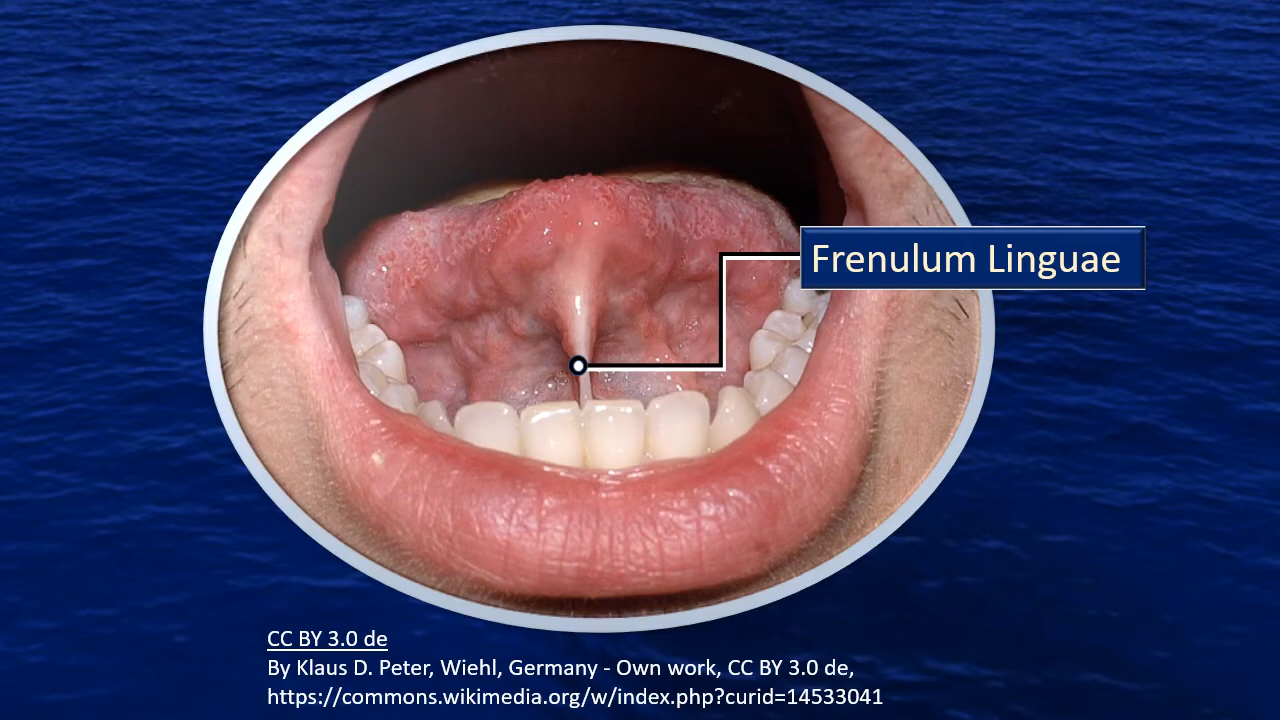 Frenulum Linguae
CC BY 3.0 de
By Klaus D. Peter, Wiehl, Germany - Own work, CC BY 3.0 de,
https://commons.wikimedia.org/w/index.php?curid=14533041